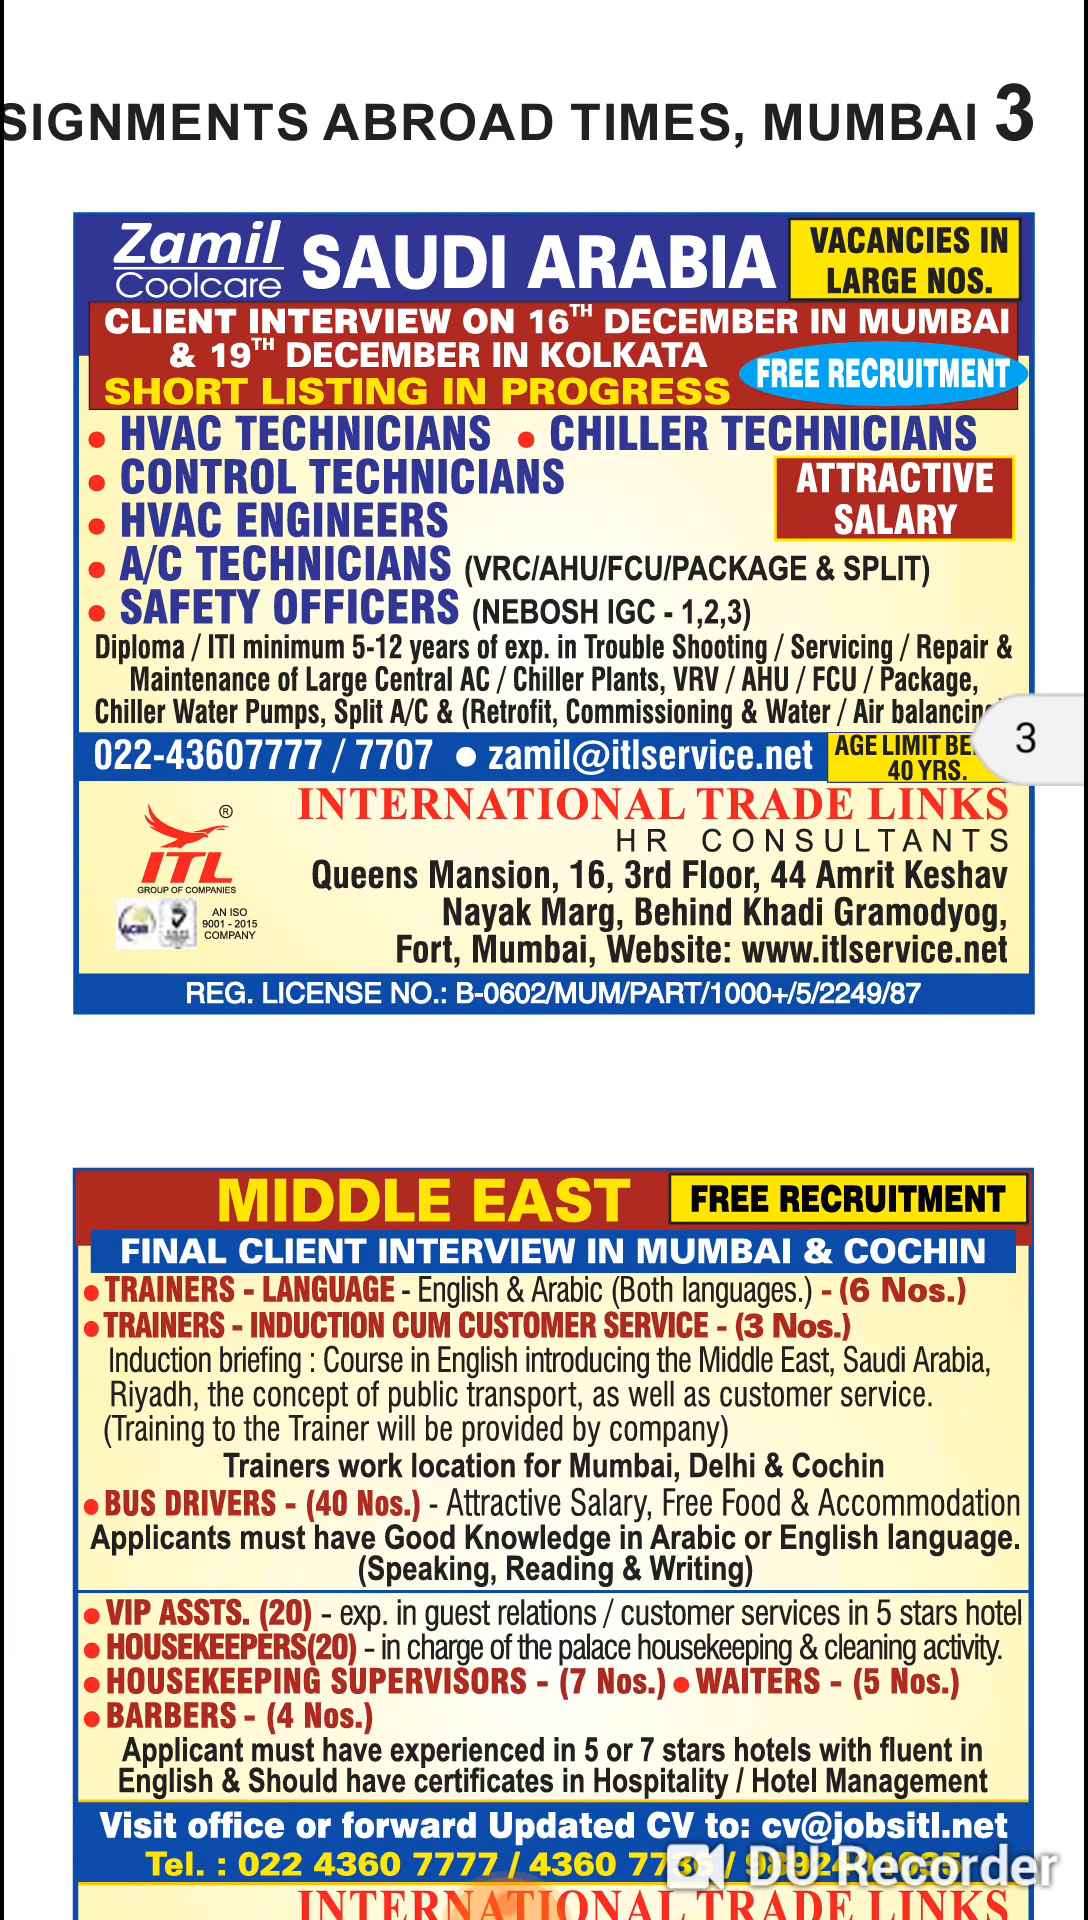 SIGNMENTS ABROAD TIMES, MUMBAI 3
Zamil
Coolcare
SAUDI ARABIA
VACANCIES IN
LARGE NOS.
CLIENT INTERVIEW ON 16TH DECEMBER IN MUMBAI
& 19TH DECEMBER IN KOLKATA
SHORT LISTING IN PROGRESS
FREE RECRUITMENT
• HVAC TECHNICIANS • CHILLER TECHNICIANS
• CONTROL TECHNICIANS
• HVAC ENGINEERS
ATTRACTIVE
SALARY
• A/C TECHNICIANS (VRC/AHU/FCU/PACKAGE & SPLIT)
• SAFETY OFFICERS (NEBOSH IGC - 1,2,3)
Diploma / ITI minimum 5-12 years of exp. in Trouble Shooting / Servicing / Repair &
Maintenance of Large Central AC / Chiller Plants, VRV / AHU / FCU / Package,
Chiller Water Pumps, Split A/C & (Retrofit, Commissioning & Water / Air balancing)
3
022-43607777 / 7707 • zamil@itlservice.net
AGE LIMIT BE
40 YRS.
INTERNATIONAL TRADE LINKS
HR CONSULTANTS
ITL
®
GROUP OF COMPANIES
AN ISO
9001 - 2015
COMPANY
Queens Mansion, 16, 3rd Floor, 44 Amrit Keshav
Nayak Marg, Behind Khadi Gramodyog,
Fort, Mumbai, Website: www.itlservice.net
REG. LICENSE NO.: B-0602/MUM/PART/1000+/5/2249/87
MIDDLE EAST
FREE RECRUITMENT
FINAL CLIENT INTERVIEW IN MUMBAI & COCHIN
• TRAINERS - LANGUAGE - English & Arabic (Both languages.) - (6 Nos.)
• TRAINERS - INDUCTION CUM CUSTOMER SERVICE - (3 Nos.)
Induction briefing : Course in English introducing the Middle East, Saudi Arabia,
Riyadh, the concept of public transport, as well as customer service.
(Training to the Trainer will be provided by company)
Trainers work location for Mumbai, Delhi & Cochin
• BUS DRIVERS - (40 Nos.) - Attractive Salary, Free Food & Accommodation
Applicants must have Good Knowledge in Arabic or English language.
(Speaking, Reading & Writing)
• VIP ASSTS. (20) - exp. in guest relations / customer services in 5 stars hotel
• HOUSEKEEPERS(20) - in charge of the palace housekeeping & cleaning activity.
• HOUSEKEEPING SUPERVISORS - (7 Nos.) • WAITERS - (5 Nos.)
• BARBERS - (4 Nos.)
Applicant must have experienced in 5 or 7 stars hotels with fluent in
English & Should have certificates in Hospitality / Hotel Management
Visit office or forward Updated CV to: cv@jobsitl.net
Tel. : 022 4360 7777 / 4360
DU Recorder
INTERNATIONAL TRADE LINKS